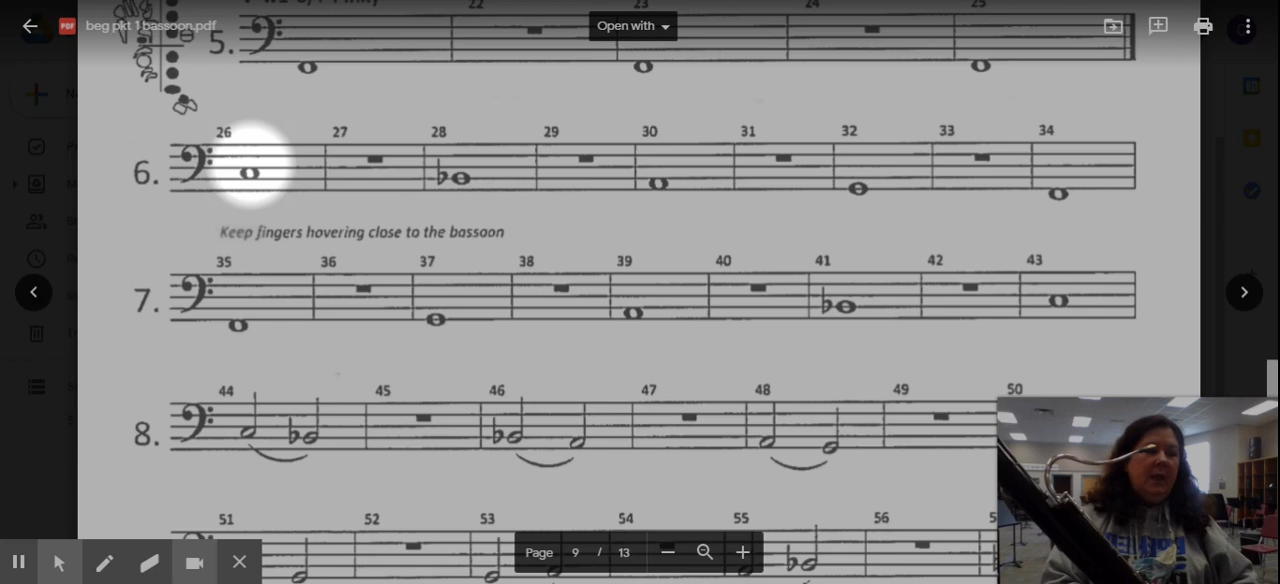 beg pkt 1 bassoon.pdf
Open with
22 23 24 25
5.
26 27 28 29 30 31 32 33 34
6.
Keep fingers hovering close to the bassoon
35 36 37 38 39 40 41 42 43
7.
44 45 46 47 48 49 50
8.
51 52 53 54 55 56
Page 9 / 13